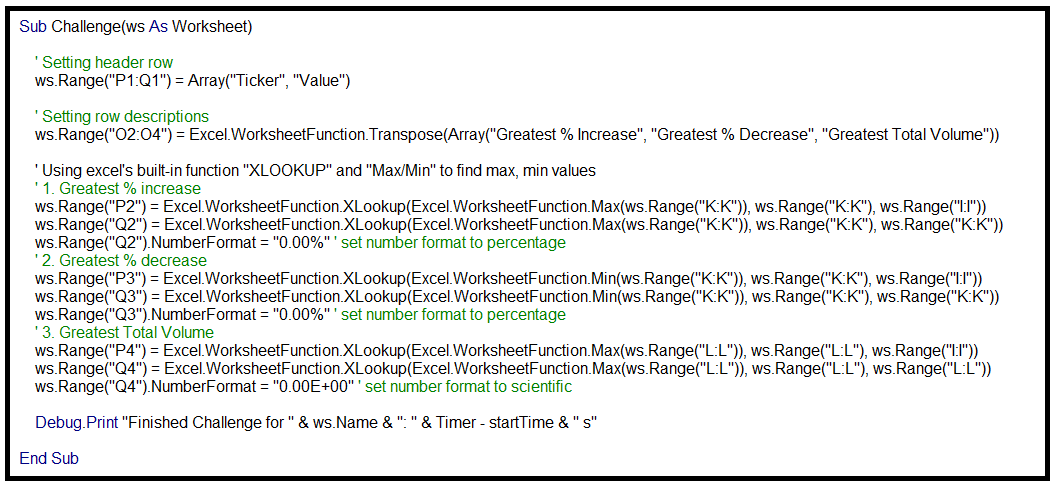 Sub Challenge(ws As Worksheet)
' Setting header row
ws.Range("P1:Q1") = Array("Ticker", "Value")
' Setting row descriptions
ws.Range("O2:O4") = Excel.WorksheetFunction.Transpose(Array("Greatest % Increase", "Greatest % Decrease", "Greatest Total Volume"))
' Using excel's built-in function "XLOOKUP" and "Max/Min" to find max, min values
' 1. Greatest % increase
ws.Range("P2") = Excel.WorksheetFunction.XLookup(Excel.WorksheetFunction.Max(ws.Range("K:K")), ws.Range("K:K"), ws.Range("I:I"))
ws.Range("Q2") = Excel.WorksheetFunction.XLookup(Excel.WorksheetFunction.Max(ws.Range("K:K")), ws.Range("K:K"), ws.Range("K:K"))
ws.Range("Q2").NumberFormat = "0.00%" ' set number format to percentage
' 2. Greatest % decrease
ws.Range("P3") = Excel.WorksheetFunction.XLookup(Excel.WorksheetFunction.Min(ws.Range("K:K")), ws.Range("K:K"), ws.Range("I:I"))
ws.Range("Q3") = Excel.WorksheetFunction.XLookup(Excel.WorksheetFunction.Min(ws.Range("K:K")), ws.Range("K:K"), ws.Range("K:K"))
ws.Range("Q3").NumberFormat = "0.00%" ' set number format to percentage
' 3. Greatest Total Volume
ws.Range("P4") = Excel.WorksheetFunction.XLookup(Excel.WorksheetFunction.Max(ws.Range("L:L")), ws.Range("L:L"), ws.Range("I:I"))
ws.Range("Q4") = Excel.WorksheetFunction.XLookup(Excel.WorksheetFunction.Max(ws.Range("L:L")), ws.Range("L:L"), ws.Range("L:L"))
ws.Range("Q4").NumberFormat = "0.00E+00" ' set number format to scientific
Debug.Print "Finished Challenge for " & ws.Name & ": " & Timer - startTime & " s"
End Sub